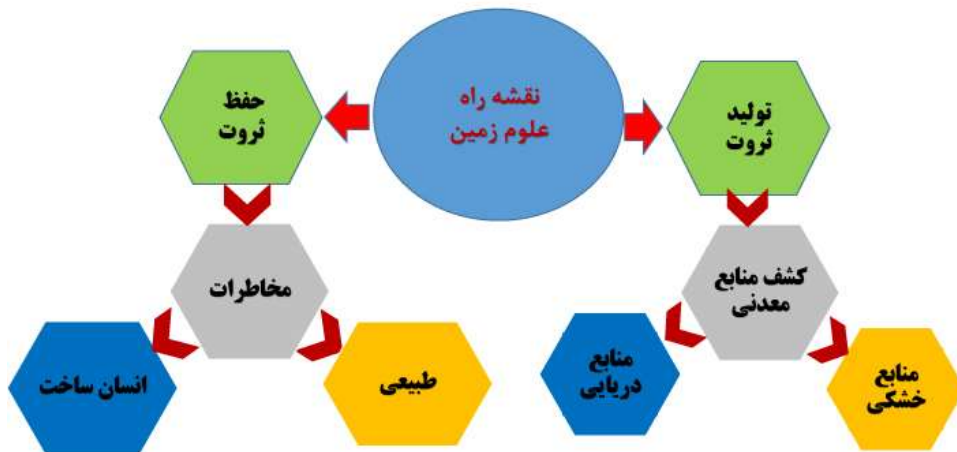 نقشه راه
علوم زمین
تولید
ثروت
حفظ
ثروت
کشف منابع
معدنی
مخاطرات
منابع
خشکی
منابع
دریایی
طبیعی
انسان ساخت